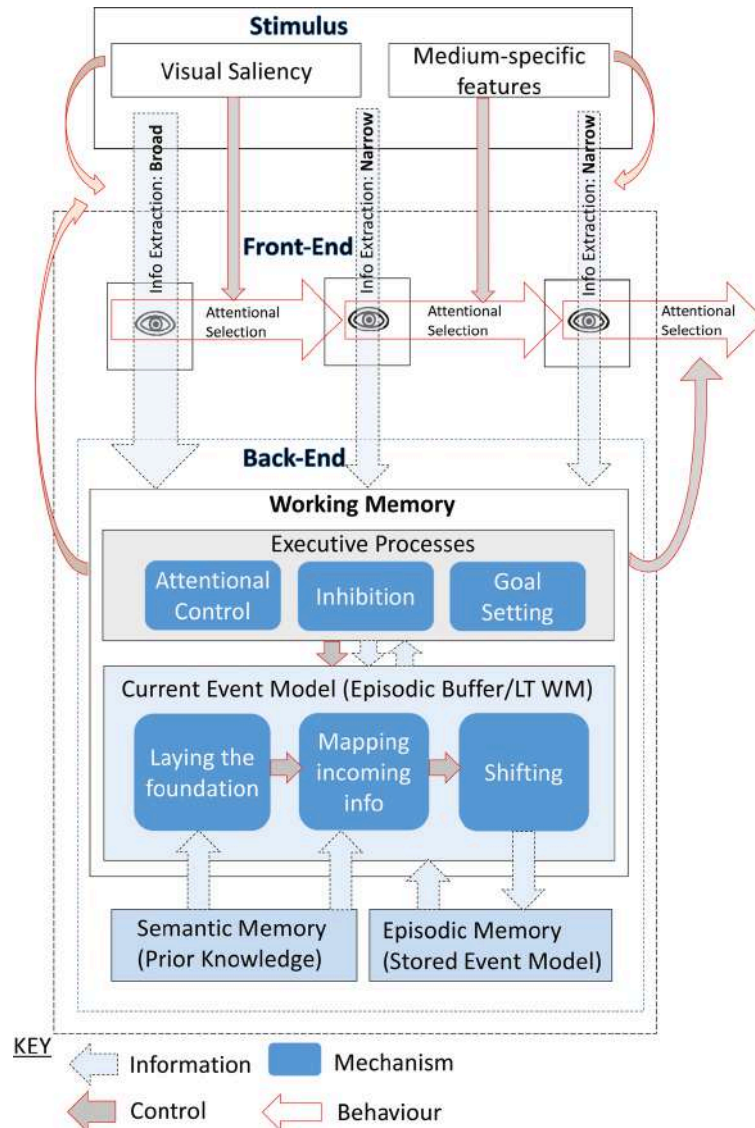 Stimulus
Visual Saliency
Medium-specific
features
Info Extraction: Broad
Info Extraction: Narrow
Info Extraction: Narrow
Front-End
Attentional
Selection
Attentional
Selection
Attentional
Selection
Back-End
Working Memory
Executive Processes
Attentional
Control
Inhibition
Goal
Setting
Current Event Model (Episodic Buffer/LT WM)
Laying the
foundation
Mapping
incoming
info
Shifting
Semantic Memory
(Prior Knowledge)
Episodic Memory
(Stored Event Model)
KEY
Information
Mechanism
Control
Behaviour